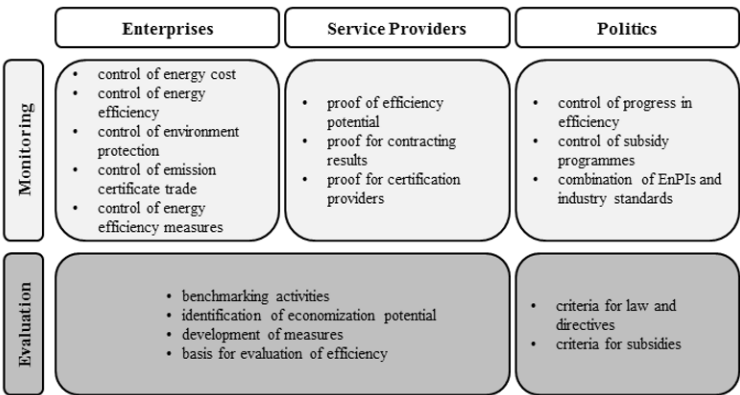 Enterprises
Service Providers
Politics
Monitoring
• control of energy cost
• control of energy
efficiency
• control of environment
protection
• control of emission
certificate trade
• control of energy
efficiency measures
• proof of efficiency
potential
• proof for contracting
results
• proof for certification
providers
• control of progress in
efficiency
• control of subsidy
programmes
• combination of EnPIs and
industry standards
Evaluation
• benchmarking activities
• identification of economization potential
• development of measures
• basis for evaluation of efficiency
• criteria for law and
directives
• criteria for subsidies